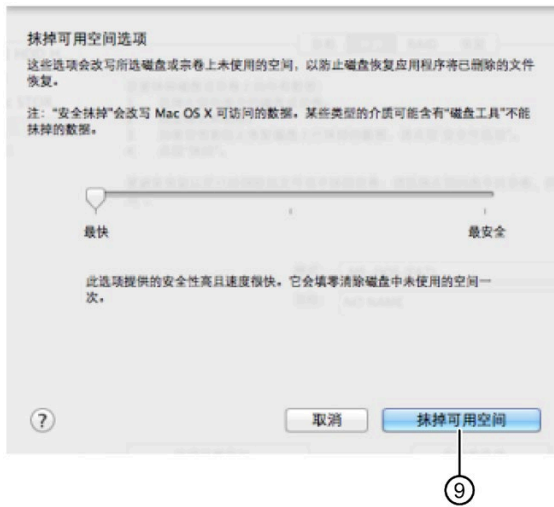 抹掉可用空间选项
这些选项会改写所选磁盘或宗卷上未使用的空间，以防止磁盘恢复应用程序将已删除的文件
恢复。
注：“安全抹掉”会改写 Mac OS X 可访问的数据。某些类型的介质可能含有“磁盘工具”不能
抹掉的数据。
最快
最安全
此选项提供的安全性高且速度很快。它会填零清除磁盘中未使用的空间一
次。
?
取消
抹掉可用空间
⑨